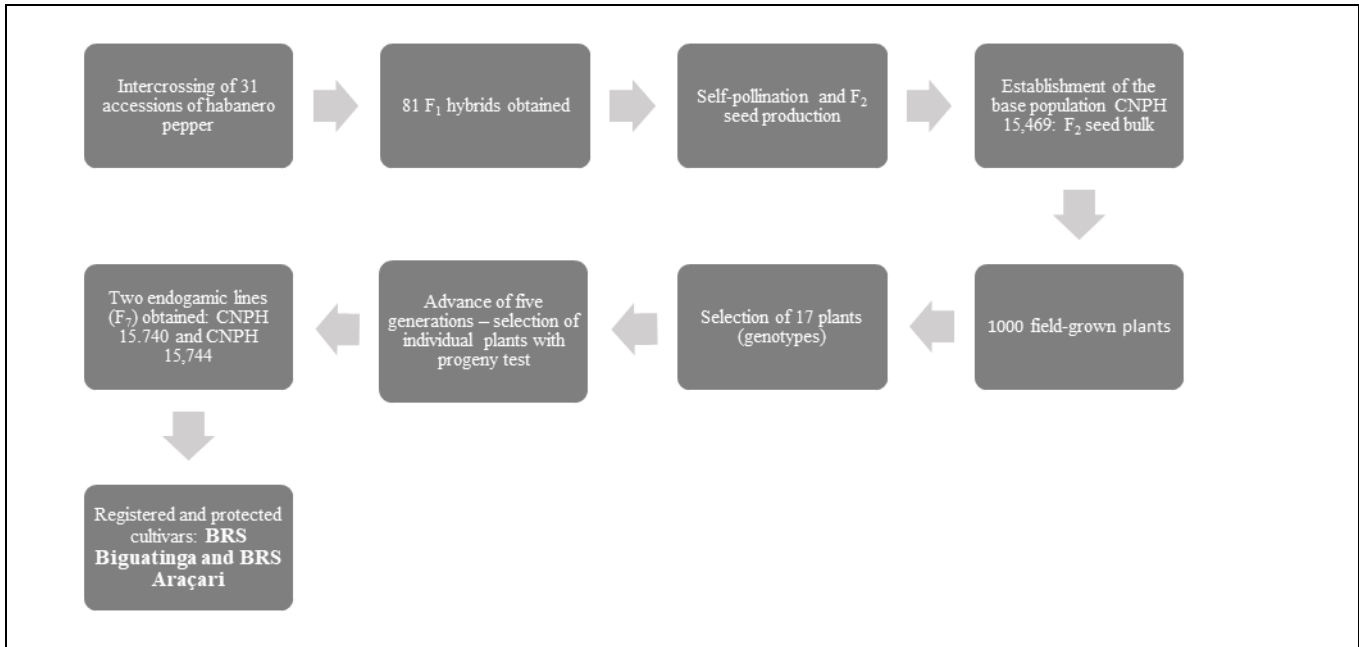 Intercrossing of 31
accessions of habanero
pepper
81 F₁ hybrids obtained
Self-pollination and F₂
seed production
Establishment of the
base population CNPH
15,469: F₂ seed bulk
1000 field-grown plants
Selection of 17 plants
(genotypes)
Advance of five
generations – selection of
individual plants with
progeny test
Two endogamic lines
(F₇) obtained: CNPH
15.740 and CNPH
15,744
Registered and protected
cultivars: BRS
Biguatinga and BRS
Araçari